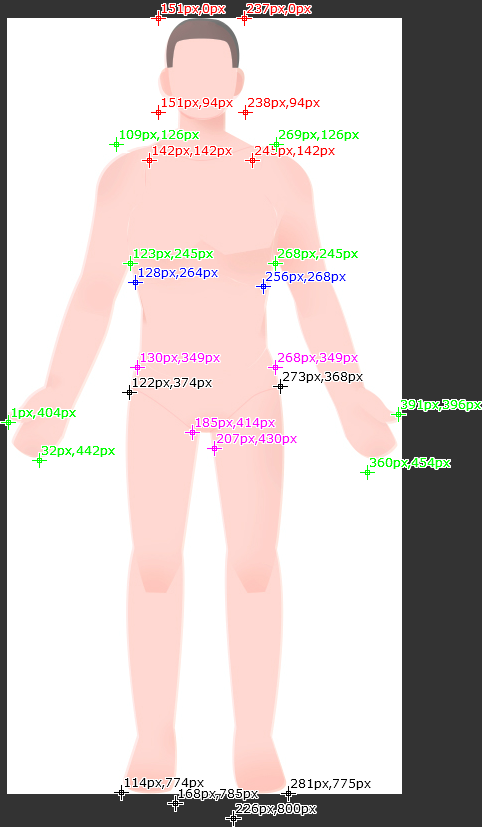 151px,0px 237px,0px
151px,94px 238px,94px
109px,126px 269px,126px
142px,142px 245px,142px
123px,245px 268px,245px
128px,264px 256px,268px
130px,349px 268px,349px
122px,374px 273px,368px
1px,404px 391px,396px
185px,414px
207px,430px
32px,442px 360px,454px
114px,774px 281px,775px
168px,785px
226px,800px